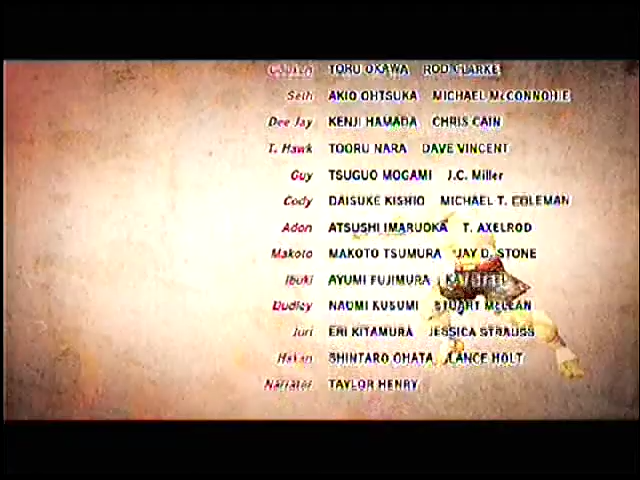 Gouken TORU OKAWA ROD CLARKE
Seth AKIO OHTSUKA MICHAEL McCONNOHIE
Dee Jay KENJI HAMADA CHRIS CAIN
T. Hawk TOORU NARA DAVE VINCENT
Guy TSUGUO MOGAMI J.C. Miller
Cody DAISUKE KISHIO MICHAEL T. COLEMAN
Adon ATSUSHI IMARUOKA T. AXELROD
Makoto MAKOTO TSUMURA JAY D. STONE
Ibuki AYUMI FUJIMURA KAY STEEL
Dudley NAOMI KUSUMI STUART McLEAN
Juri ERI KITAMURA JESSICA STRAUSS
Hakan SHINTARO OHATA LANCE HOLT
Narrator TAYLOR HENRY